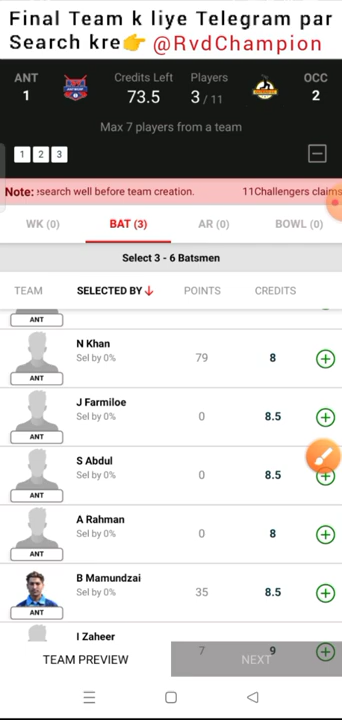 Final Team k liye Telegram par
Search kre👉 @RvdChampion
ANT
1
Credits Left
73.5
Players
3 / 11
OCC
2
Max 7 players from a team
1 2 3
Note: search well before team creation. 11Challengers claims
WK (0) BAT (3) AR (0) BOWL (0)
Select 3 - 6 Batsmen
TEAM SELECTED BY POINTS CREDITS
ANT
N Khan
Sel by 0% 79 8
ANT
J Farmiloe
Sel by 0% 0 8.5
ANT
S Abdul
Sel by 0% 0 8.5
ANT
A Rahman
Sel by 0% 0 8
ANT
B Mamundzai
Sel by 0% 35 8.5
ANT
I Zaheer
7 9
TEAM PREVIEW NEXT